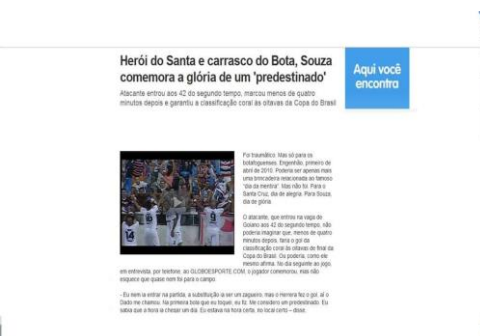 Herói do Santa e carrasco do Bota, Souza
comemora a glória de um 'predestinado'
Atacante entrou aos 42 do segundo tempo, marcou menos de quatro
minutos depois e garantiu a classificação coral às oitavas da Copa do Brasil
Aqui você
encontra
Foi traumático. Mas só para os
botafoguenses. Engenhão, primeiro de
abril de 2010. Poderia ser apenas mais
uma brincadeira relacionada ao famoso
"dia da mentira". Mas não foi. Para o
Santa Cruz, dia de alegria. Para Souza,
dia de glória.
O atacante, que entrou na vaga de
Goiano aos 42 do segundo tempo, não
poderia imaginar que, menos de quatro
minutos depois, faria o gol da
classificação às oitavas de final da
Copa do Brasil. Ou poderia, como ele
mesmo afirma. No dia seguinte ao jogo,
em entrevista, por telefone, ao GLOBOESPORTE.COM, o jogador comemorou, mas não
esquece que quase nem foi para o campo.
- Eu nem ia entrar na partida, a substituição ia ser um zagueiro, mas o Herrera fez o gol, aí o
Dado me chamou. Na primeira bola que eu toquei, eu fiz. Me considero um predestinado. Eu
sabia que a hora ia chegar um dia. Eu estava na hora certa, no local certo – disse.